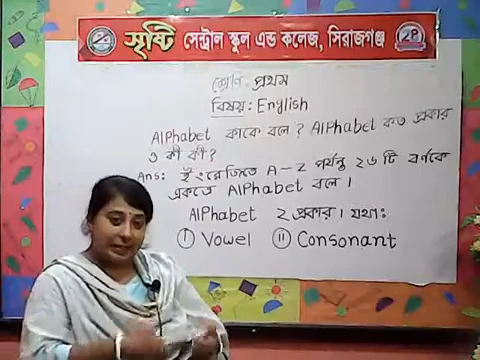 সৃষ্টি সেন্ট্রাল স্কুল এন্ড কলেজ, সিরাজগঞ্জ
শ্রেণি: প্রথম
বিষয়: English
Alphabet কাকে বলে? Alphabet কত প্রকার
ও কী কী?
Ans: ইংরেজিতে A-Z পর্যন্ত ২৬ টি বর্ণকে
একতে Alphabet বলে।
Alphabet ২ প্রকার। যথা:
(i) Vowel (ii) Consonant